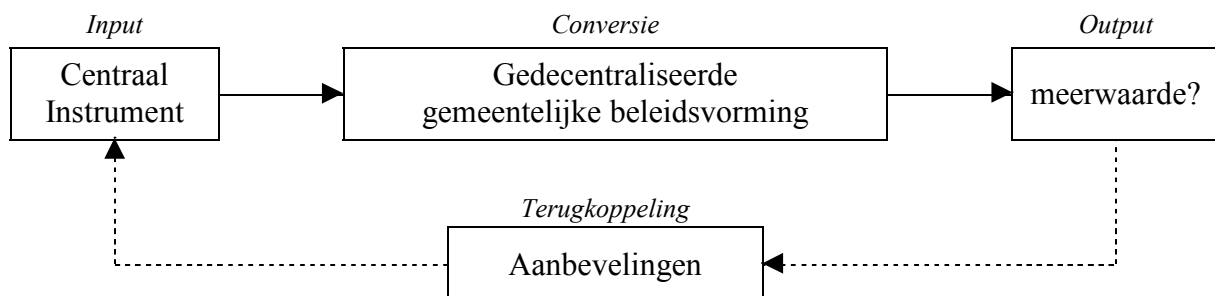 Input
Conversie
Output
Centraal
Instrument
Gedecentraliseerde
gemeentelijke beleidsvorming
meerwaarde?
Terugkoppeling
Aanbevelingen